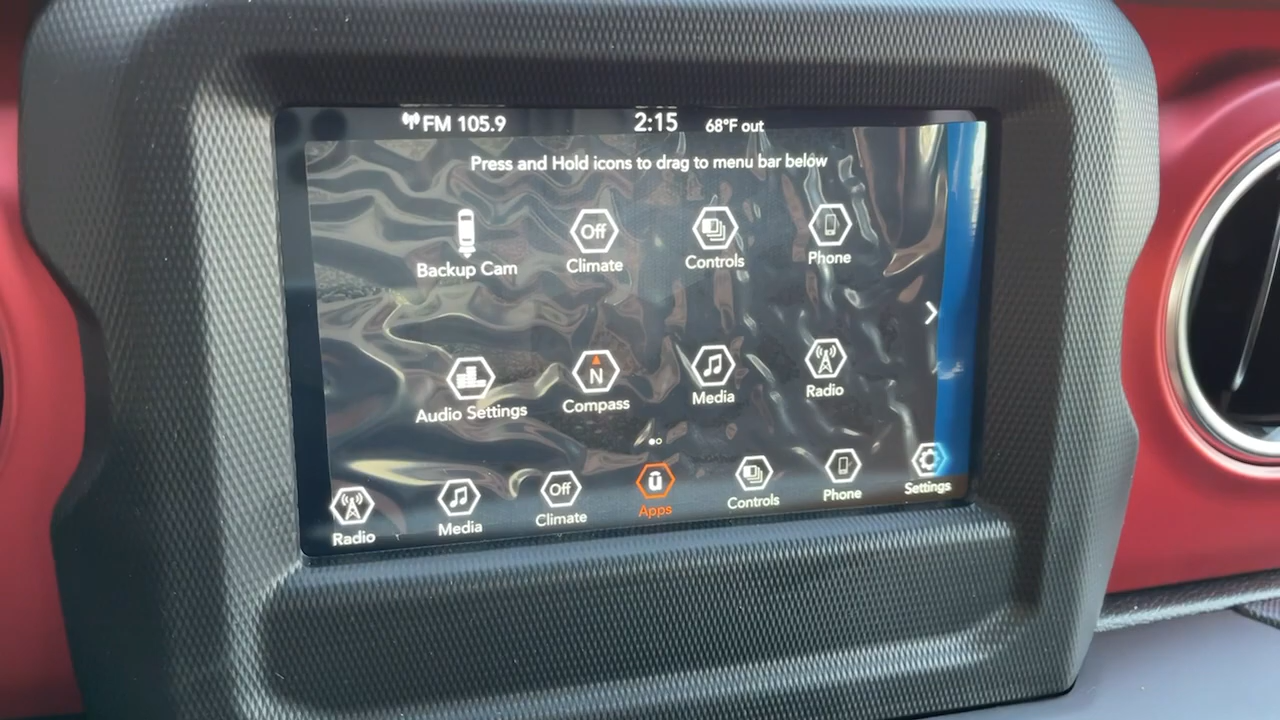 FM 105.9 2:15 68°F out
Press and Hold icons to drag to menu bar below
Backup Cam
Off
Climate
Controls
Phone
Audio Settings
N
Compass
Media
Radio
Radio
Media
Off
Climate
ū
Apps
Controls
Phone
Settings